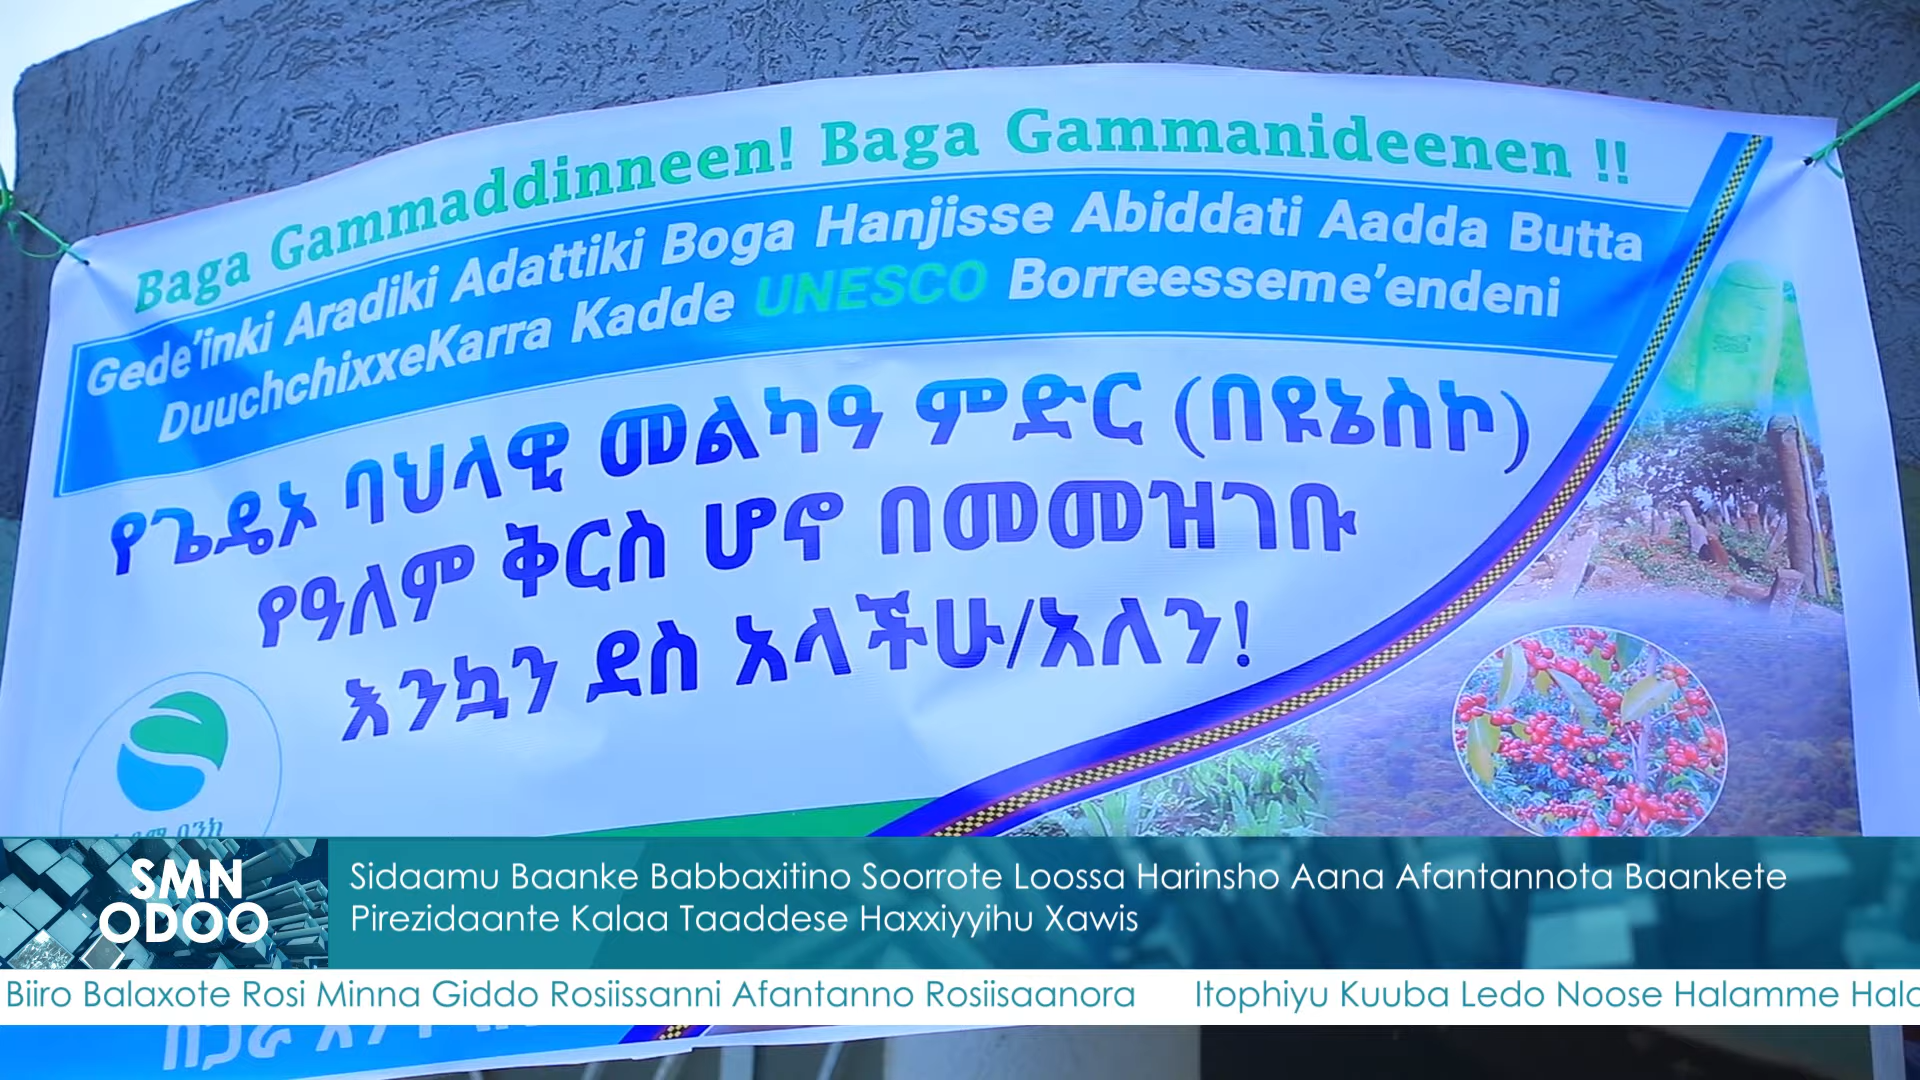 Baga Gammaddinneen! Baga Gammanideenen !!
Gede'inki Aradiki Adattiki Boga Hanjisse Abiddati Aadda Butta
DuuchchixxeKarra Kadde UNESCO Borreesseme'endeni
የጌዴኦ ባህላዊ መልካዓ ምድር (በዩኔስኮ)
የዓለም ቅርስ ሆኖ በመመዝገቡ
እንኳን ደስ አላችሁ/አለን!
SMN
ODOO
Sidaamu Baanke Babbaxitino Soorrote Loossa Harinsho Aana Afantannota Baankete
Pirezidaante Kalaa Taaddese Haxxiyyihu Xawis
Biiro Balaxote Rosi Minna Giddo Rosiissanni Afantanno Rosiisaanora Itophiyu Kuuba Ledo Noose Halamme